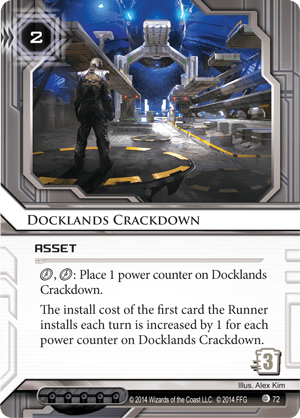 2
DOCKLANDS CRACKDOWN
ASSET
, : Place 1 power counter on Docklands
Crackdown.
The install cost of the first card the Runner
installs each turn is increased by 1 for each
power counter on Docklands Crackdown.
3
Illus. Alex Kim
© 2014 Wizards of the Coast LLC. © 2014 FFG
72